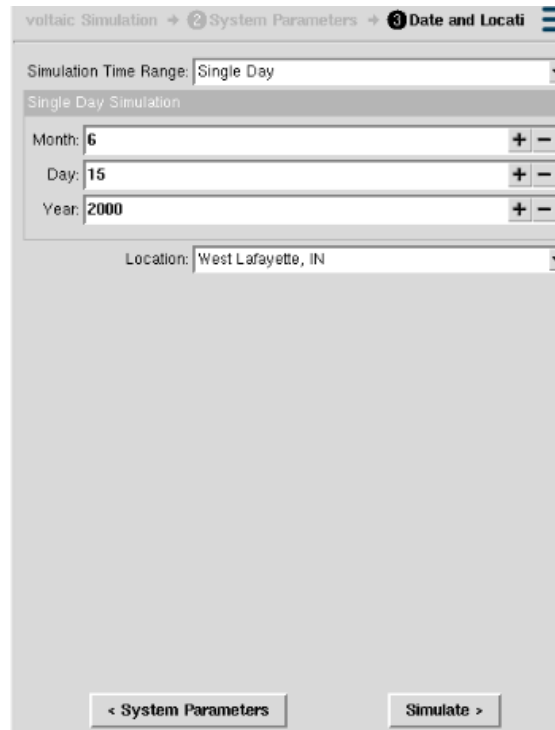 voltaic Simulation → 2 System Parameters → 3 Date and Locati
Simulation Time Range: Single Day
Single Day Simulation
Month: 6 + −
Day: 15 + −
Year: 2000 + −
Location: West Lafayette, IN
< System Parameters Simulate >